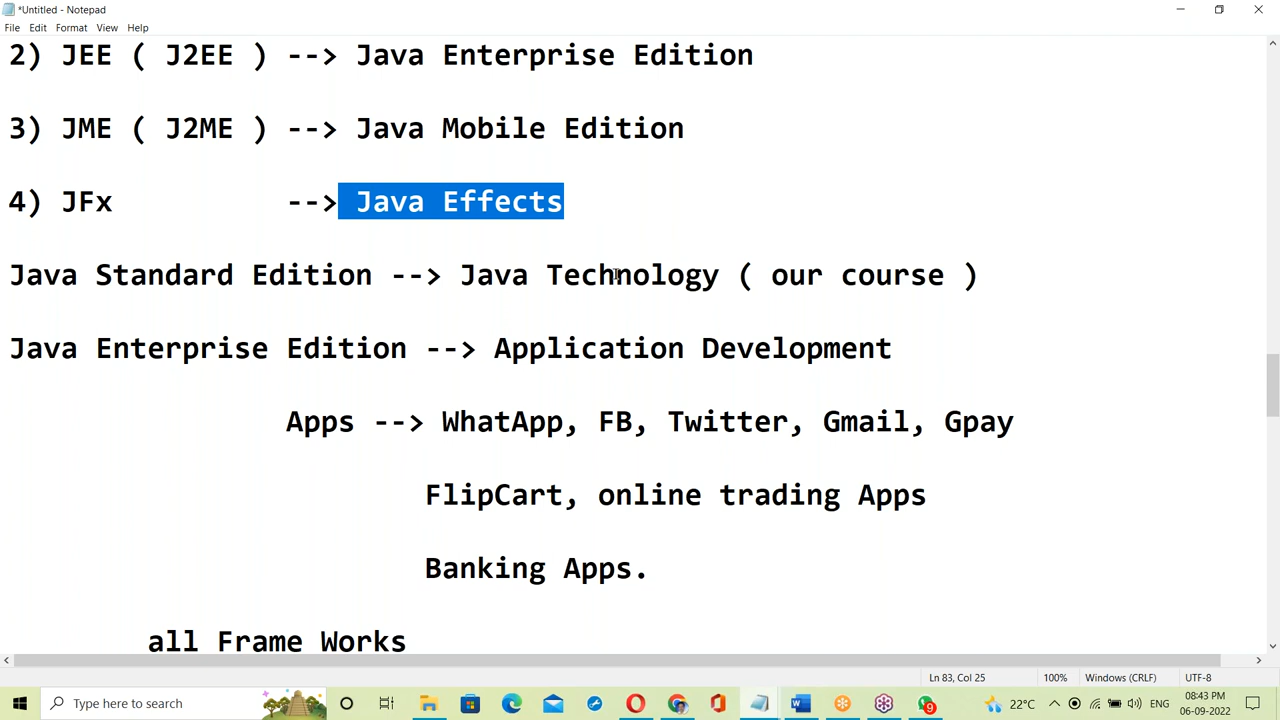 *Untitled - Notepad
File Edit Format View Help
2) JEE ( J2EE ) --> Java Enterprise Edition
3) JME ( J2ME ) --> Java Mobile Edition
4) JFx --> Java Effects
Java Standard Edition --> Java Technology ( our course )
Java Enterprise Edition --> Application Development
Apps --> WhatApp, FB, Twitter, Gmail, Gpay
FlipCart, online trading Apps
Banking Apps.
all Frame Works
Ln 83, Col 25 100% Windows (CRLF) UTF-8
Type here to search 9 22°C ENG 08:43 PM
06-09-2022